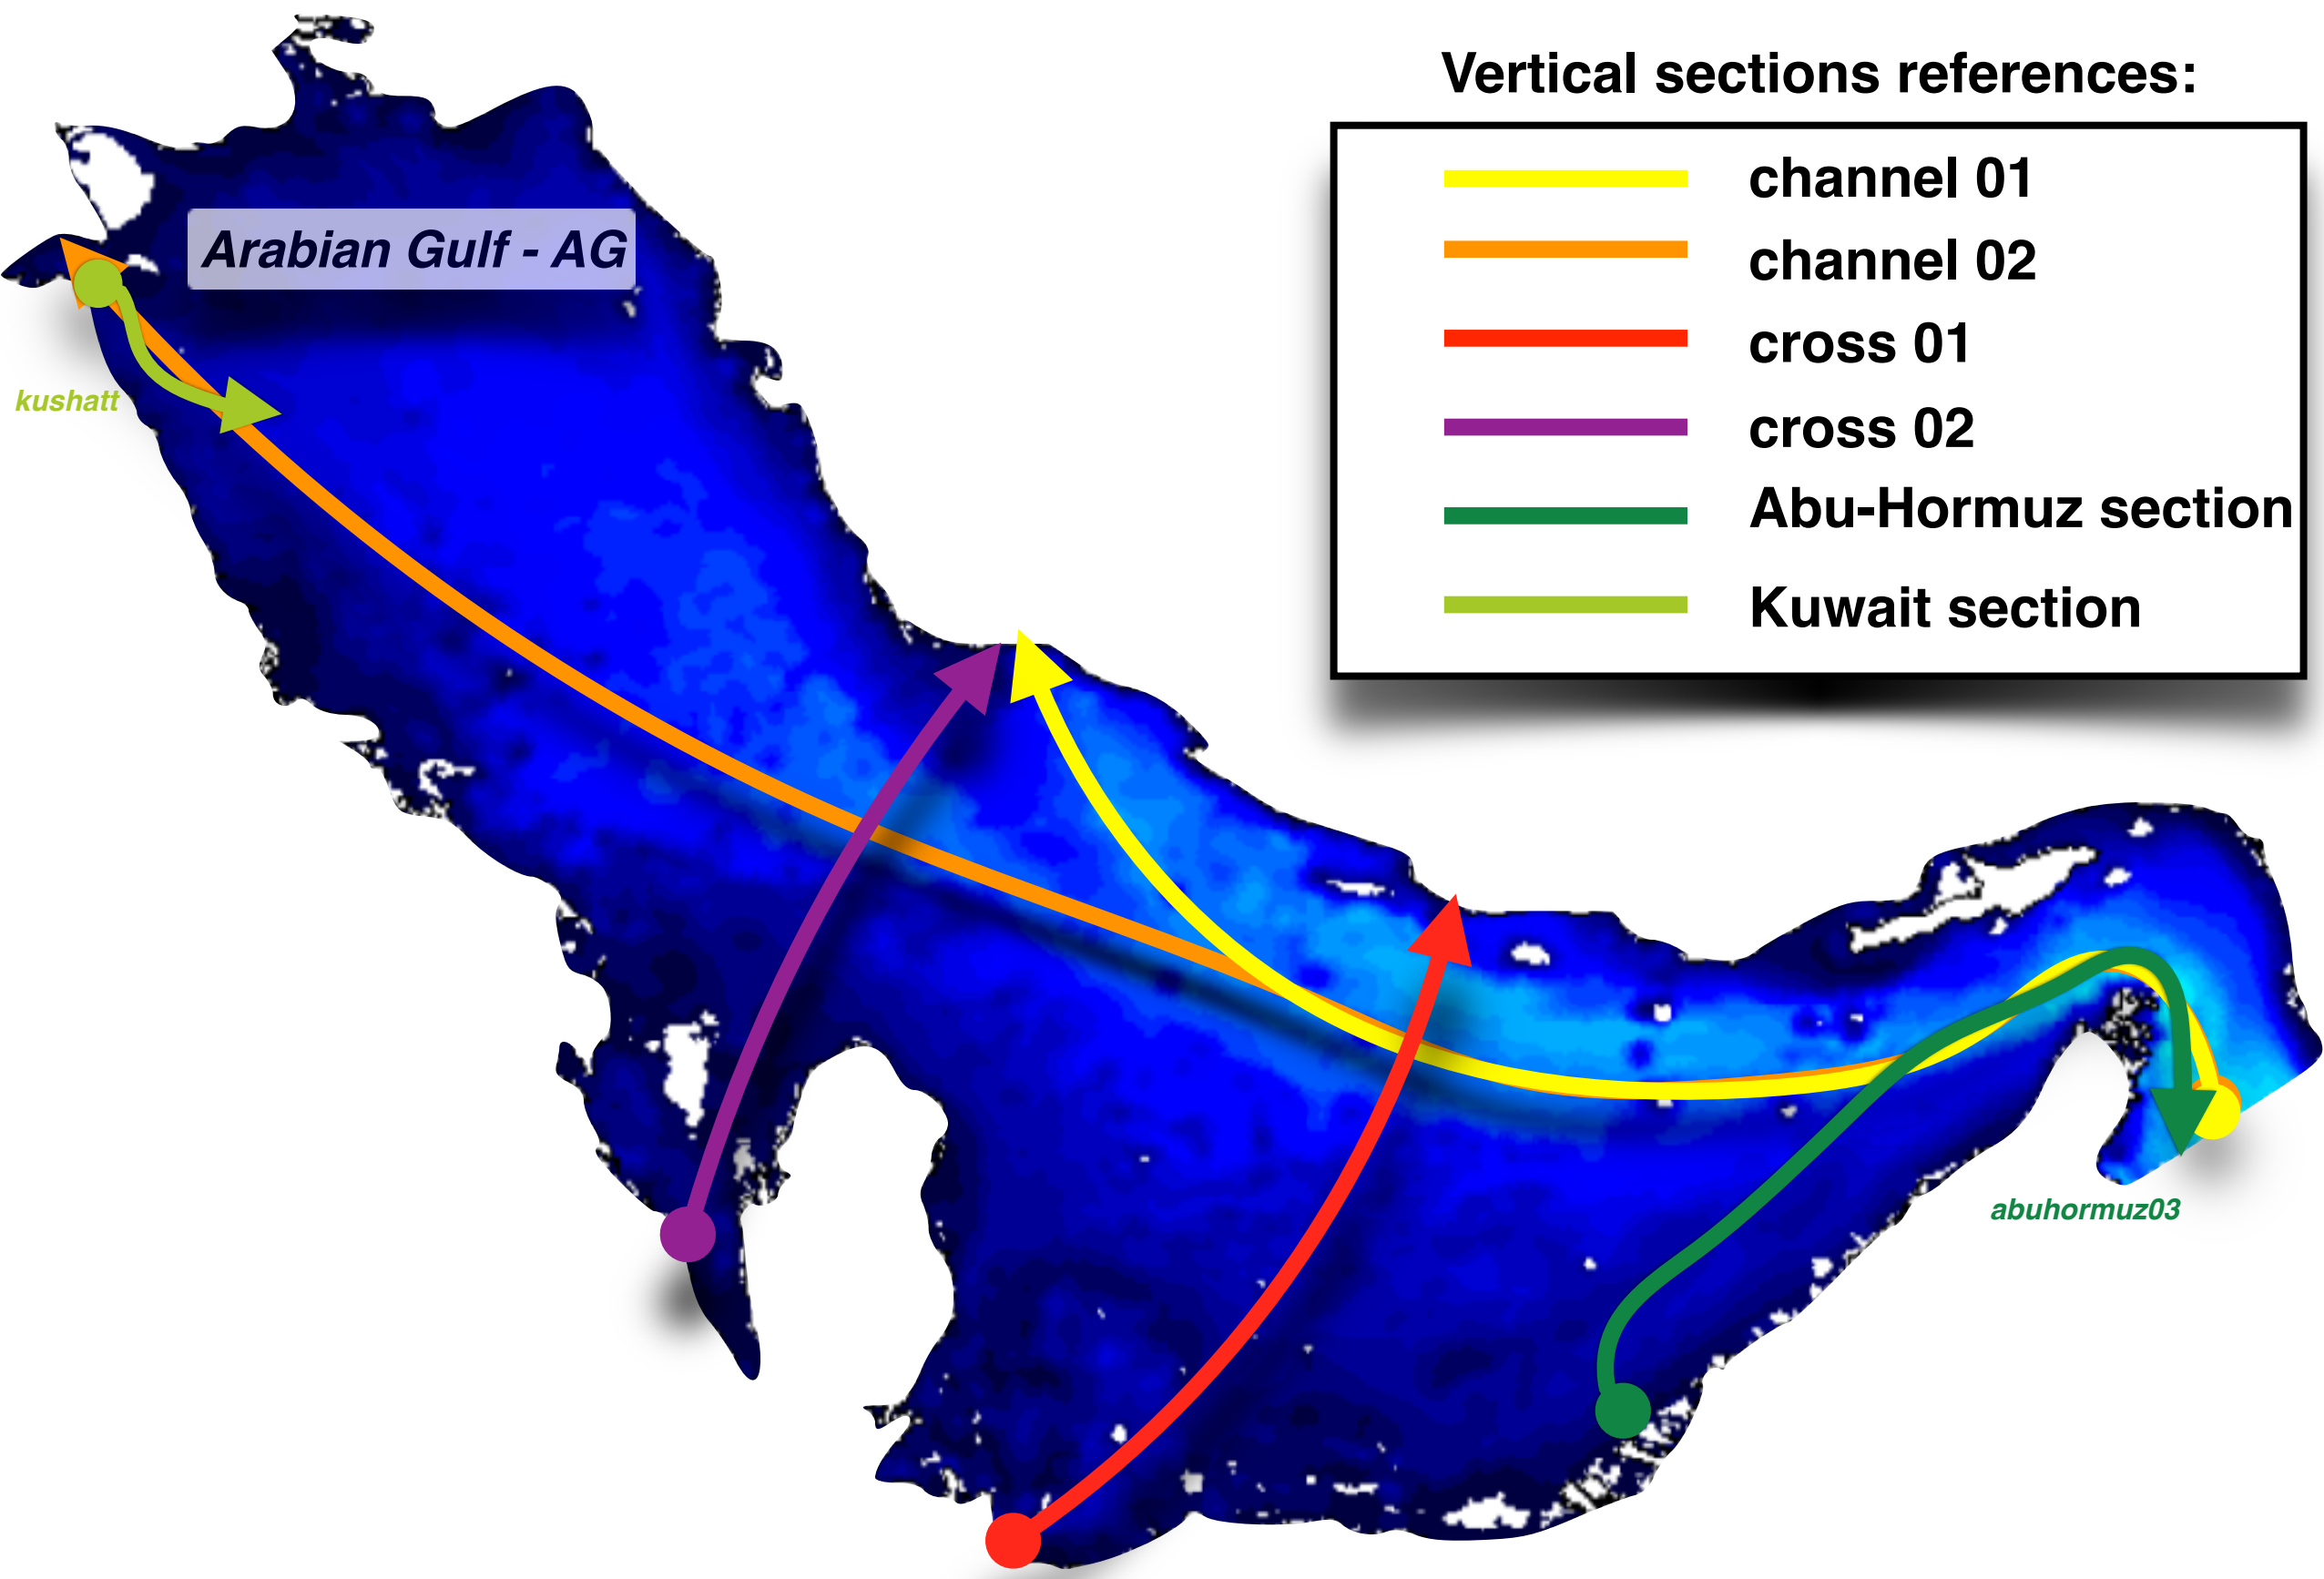 Vertical sections references:
channel 01
channel 02
cross 01
cross 02
Abu-Hormuz section
Kuwait section
Arabian Gulf - AG
kushatt
abuhormuz03